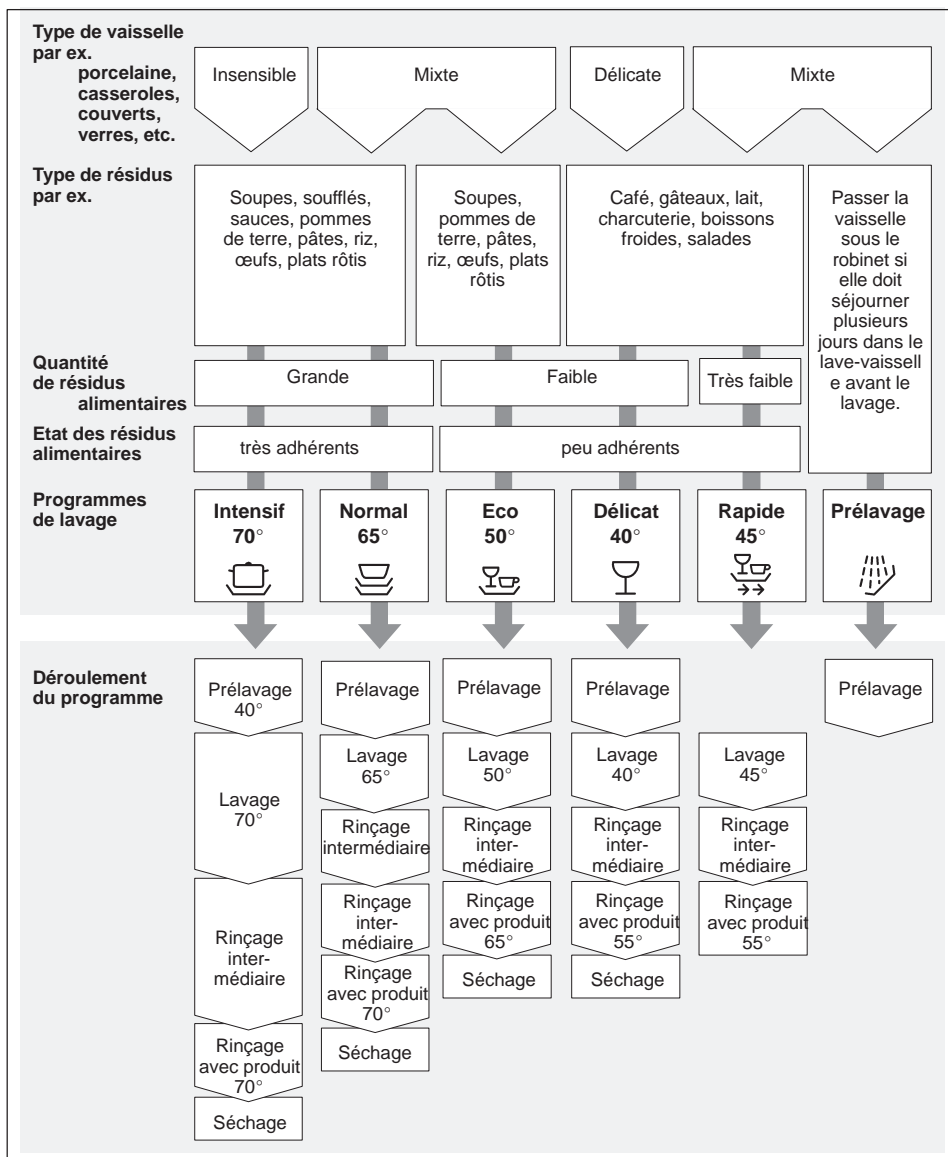 Type de vaisselle
par ex.
porcelaine,
casseroles,
couverts,
verres, etc.
Insensible
Mixte
Délicate
Mixte
Type de résidus
par ex.
Soupes, soufflés,
sauces, pommes
de terre, pâtes, riz,
œufs, plats rôtis
Soupes,
pommes de
terre, pâtes,
riz, œufs, plats
rôtis
Café, gâteaux, lait,
charcuterie, boissons
froides, salades
Passer la
vaisselle
sous le
robinet si
elle doit
séjourner
plusieurs
jours dans le
lave-vaissell
e avant le
lavage.
Quantité
de résidus
alimentaires
Grande
Faible
Très faible
Etat des résidus
alimentaires
très adhérents
peu adhérents
Programmes
de lavage
Intensif
70°
Normal
65°
Eco
50°
Délicat
40°
Rapide
45°
Prélavage
Déroulement
du programme
Prélavage
40°
Lavage
70°
Rinçage
inter-
médiaire
Rinçage
avec produit
70°
Séchage
Prélavage
Lavage
65°
Rinçage
intermédiaire
Rinçage
inter-
médiaire
Rinçage
avec produit
70°
Séchage
Prélavage
Lavage
50°
Rinçage
inter-
médiaire
Rinçage
avec produit
65°
Séchage
Prélavage
Lavage
40°
Rinçage
inter-
médiaire
Rinçage
avec produit
55°
Séchage
Lavage
45°
Rinçage
inter-
médiaire
Rinçage
avec produit
55°
Prélavage